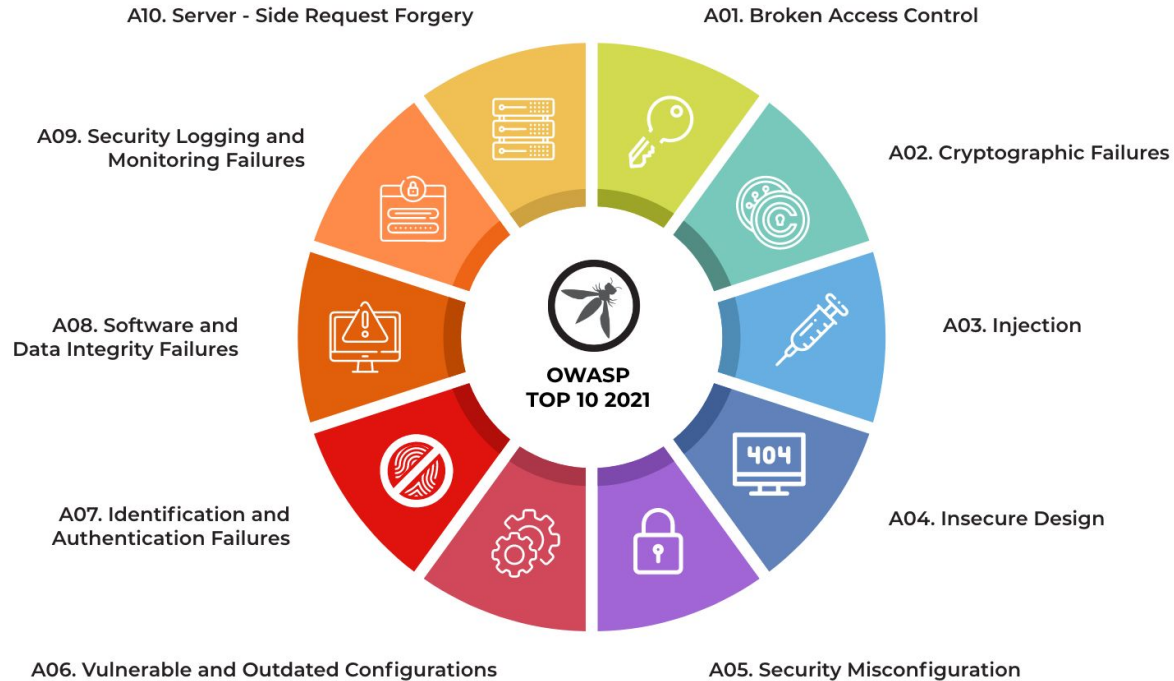 A10. Server - Side Request Forgery
A01. Broken Access Control
A09. Security Logging and
Monitoring Failures
A02. Cryptographic Failures
A08. Software and
Data Integrity Failures
OWASP
TOP 10 2021
A03. Injection
404
A07. Identification and
Authentication Failures
A04. Insecure Design
A06. Vulnerable and Outdated Configurations
A05. Security Misconfiguration